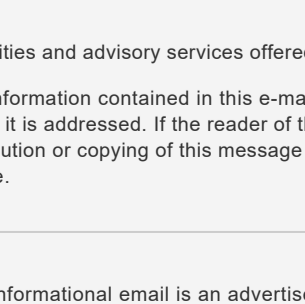 ities and advisory services offere
nformation contained in this e-ma
it is addressed. If the reader of t
ution or copying of this message
e.
nformational email is an advertis